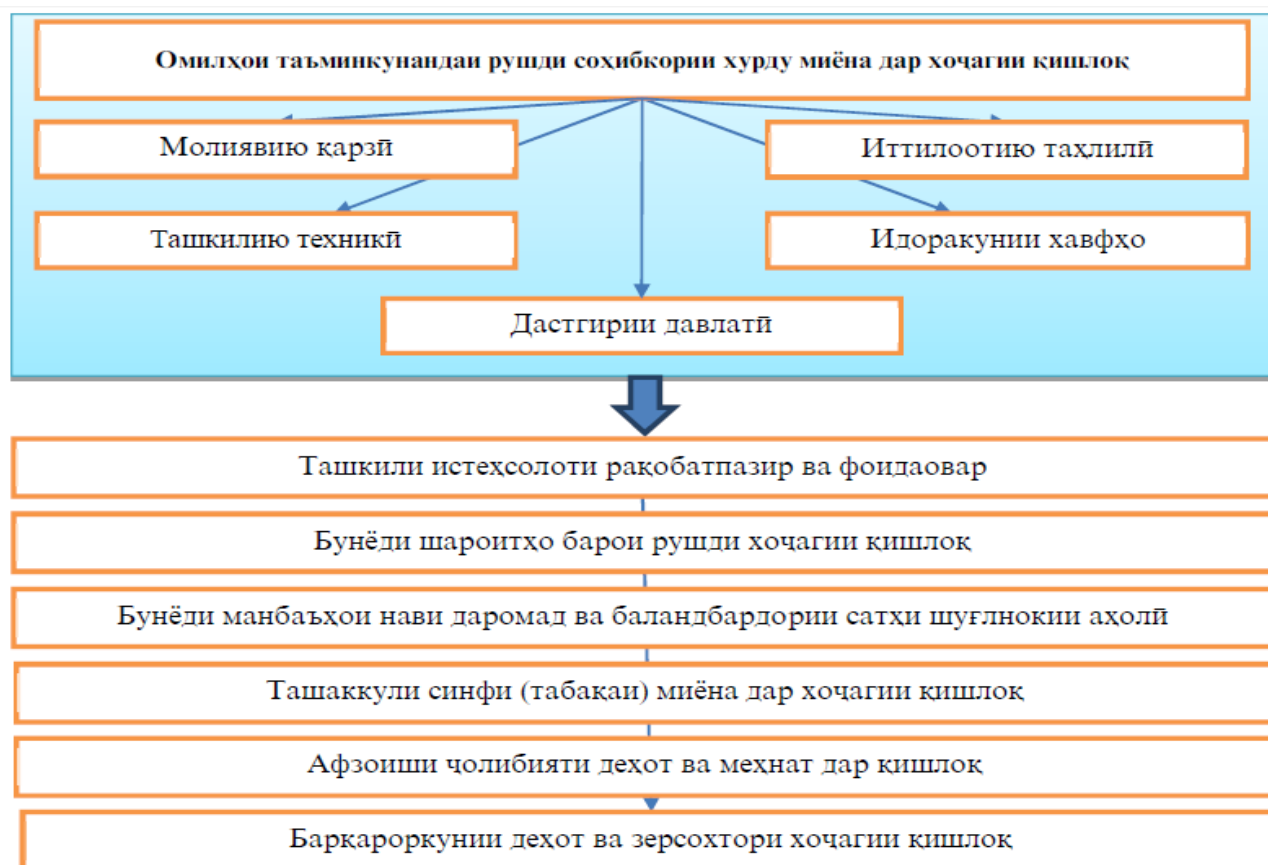 Омилҳои таъминкунандаи рушди соҳибкории хурду миёна дар хоҷагии қишлоқ
Молиявию қарзӣ
Иттилоотию таҳлилӣ
Ташкилию техникӣ
Идоракунии хавфҳо
Дастгирии давлатӣ
Ташкили истеҳсолоти рақобатпазир ва фоидаовар
Бунёди шароитҳо барои рушди хоҷагии қишлоқ
Бунёди манбаъҳои нави даромад ва баландбардории сатҳи шуғлнокии аҳолӣ
Ташаккули синфи (табақаи) миёна дар хоҷагии қишлоқ
Афзоиши ҷолибияти деҳот ва меҳнат дар қишлоқ
Барқароркунии деҳот ва зерсохтори хоҷагии қишлоқ